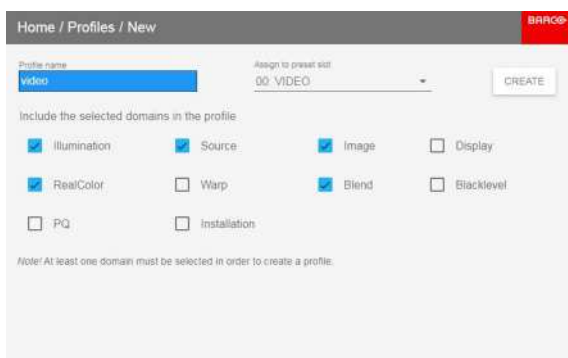 Home / Profiles / New
BARCO
Profile name
Assign to preset slot
video
00 VIDEO
CREATE
Include the selected domains in the profile
Illumination
Source
Image
Display
RealColor
Warp
Blend
Blacklevel
PQ
Installation
Note! At least one domain must be selected in order to create a profile.